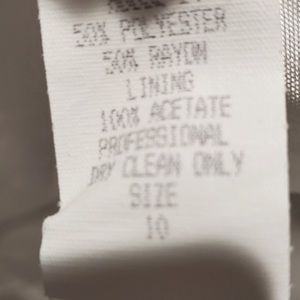 50% POLYESTER
50% RAYON
LINING
100% ACETATE
PROFESSIONAL
DRY CLEAN ONLY
SIZE
10